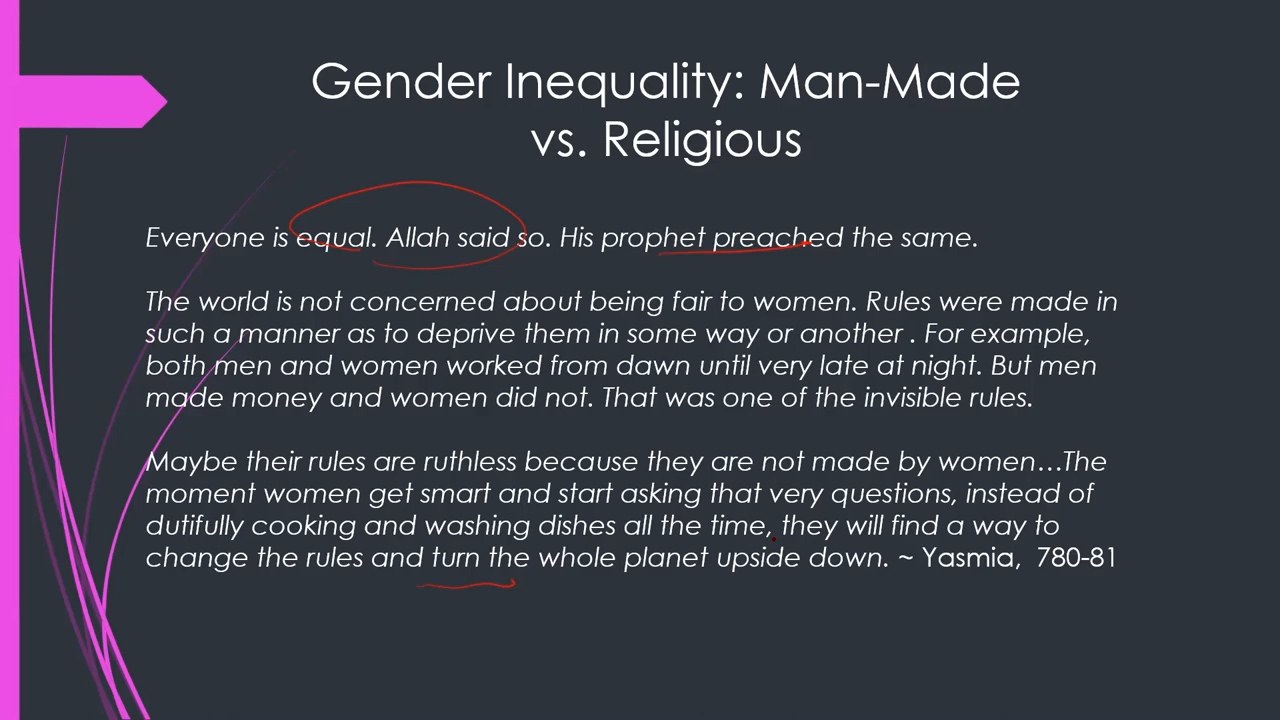 Gender Inequality: Man-Made
vs. Religious
Everyone is equal. Allah said so. His prophet preached the same.
The world is not concerned about being fair to women. Rules were made in
such a manner as to deprive them in some way or another . For example,
both men and women worked from dawn until very late at night. But men
made money and women did not. That was one of the invisible rules.
Maybe their rules are ruthless because they are not made by women…The
moment women get smart and start asking that very questions, instead of
dutifully cooking and washing dishes all the time, they will find a way to
change the rules and turn the whole planet upside down. ~ Yasmia, 780-81